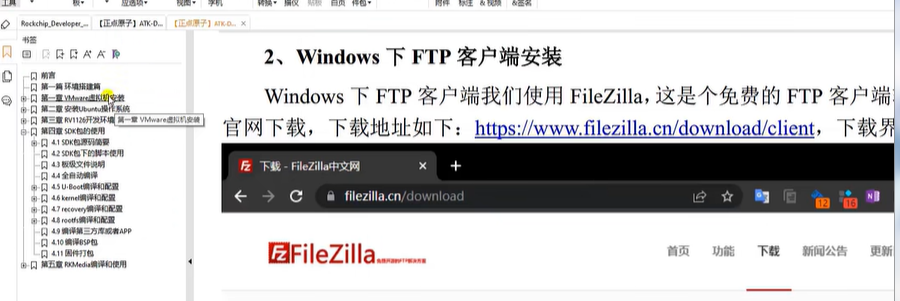 工具
板
应选项
视图
字机
转换
描仪
粘板
首页
件包
附件
标注
& 视频
&签名
Rockchip_Developer_...
【正点原子】ATK-D...
【正点原子】ATK-D...
书签
前言
第一篇 环境搭建篇
第一章 VMware虚拟机安装
第二章 安装Ubuntu操作系统
第三章 RV1126开发环境
第一章 VMware虚拟机安装
第四章 SDK包的使用
4.1 SDK包源码简要
4.2 SDK包下的脚本使用
4.3 板级文件说明
4.4 全自动编译
4.5 U-Boot编译和配置
4.6 kernel编译和配置
4.7 recovery编译和配置
4.8 rootfs编译和配置
4.9 编译第三方库或者APP
4.10 编译BSP包
4.11 固件打包
第五章 RKMedia编译和使用
2、Windows 下 FTP 客户端安装
Windows 下 FTP 客户端我们使用 FileZilla，这是个免费的 FTP 客户端
官网下载，下载地址如下：https://www.filezilla.cn/download/client，下载界
下载 - FileZilla中文网
filezilla.cn/download
12
16
FileZilla
首页 功能 下载 新闻公告 更新